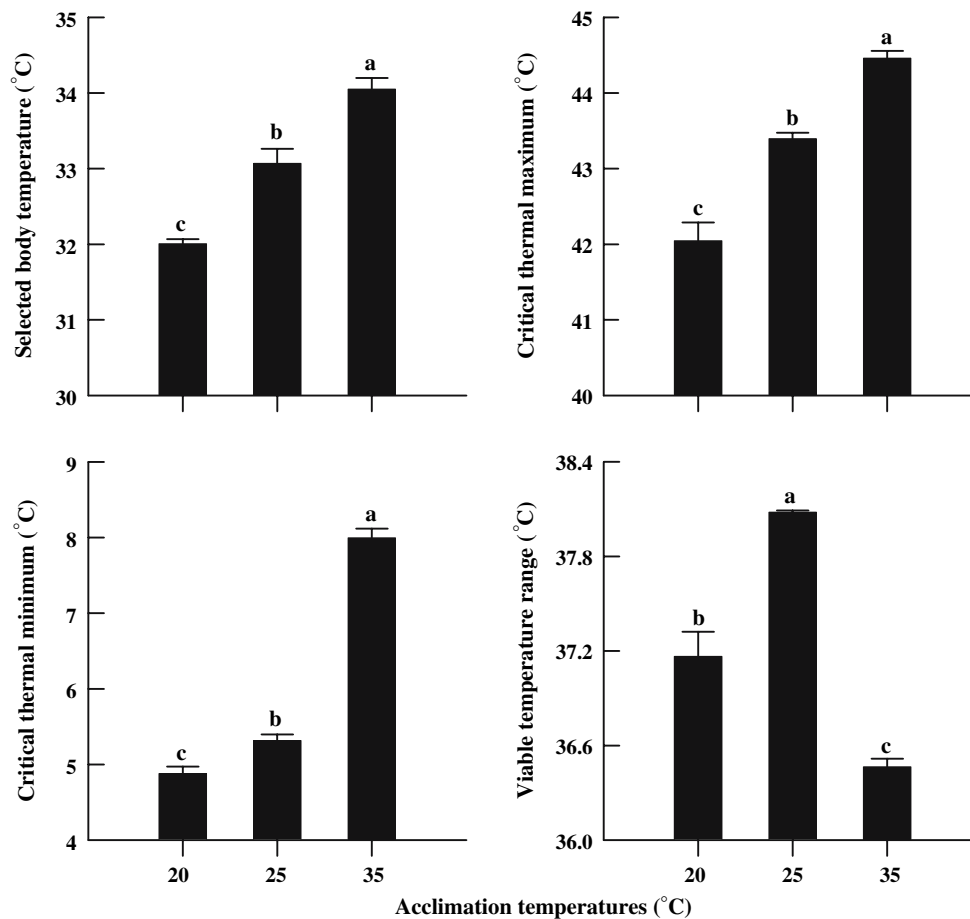 Selected body temperature (°C)
35
34
33
32
31
30
c
b
a
Critical thermal maximum (°C)
45
44
43
42
41
40
c
b
a
Critical thermal minimum (°C)
9
8
7
6
5
4
c
b
a
20
25
35
Viable temperature range (°C)
38.4
37.8
37.2
36.6
36.0
b
a
c
20
25
35
Acclimation temperatures (°C)